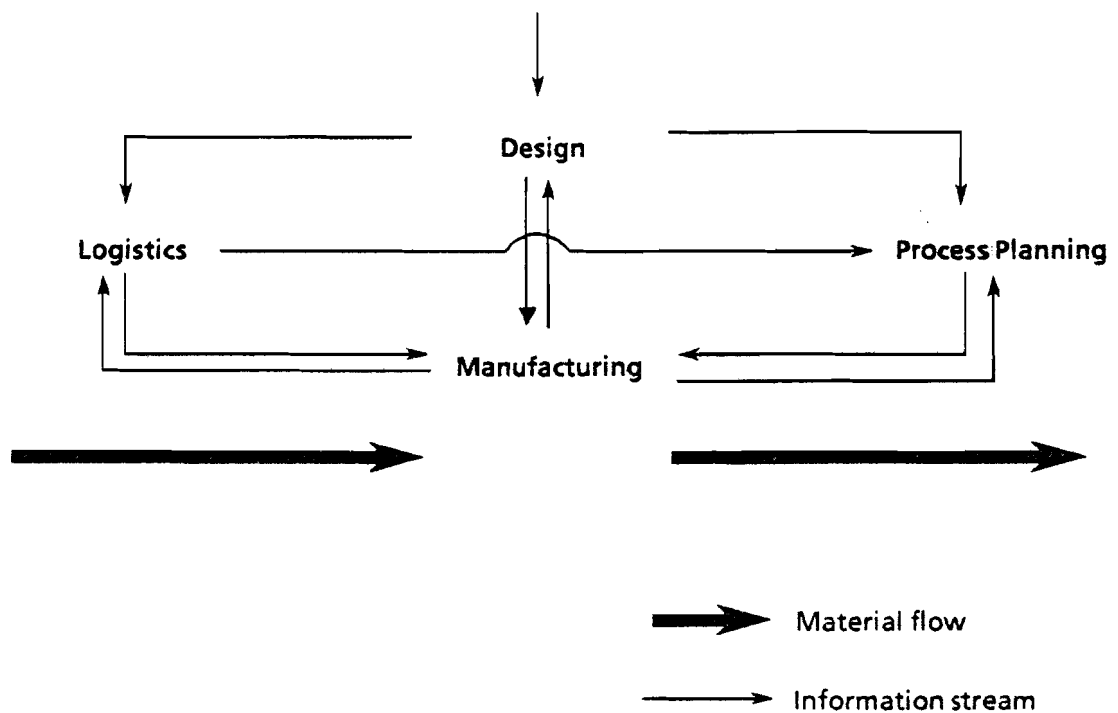 Design
Logistics
Process Planning
Manufacturing
Material flow
Information stream